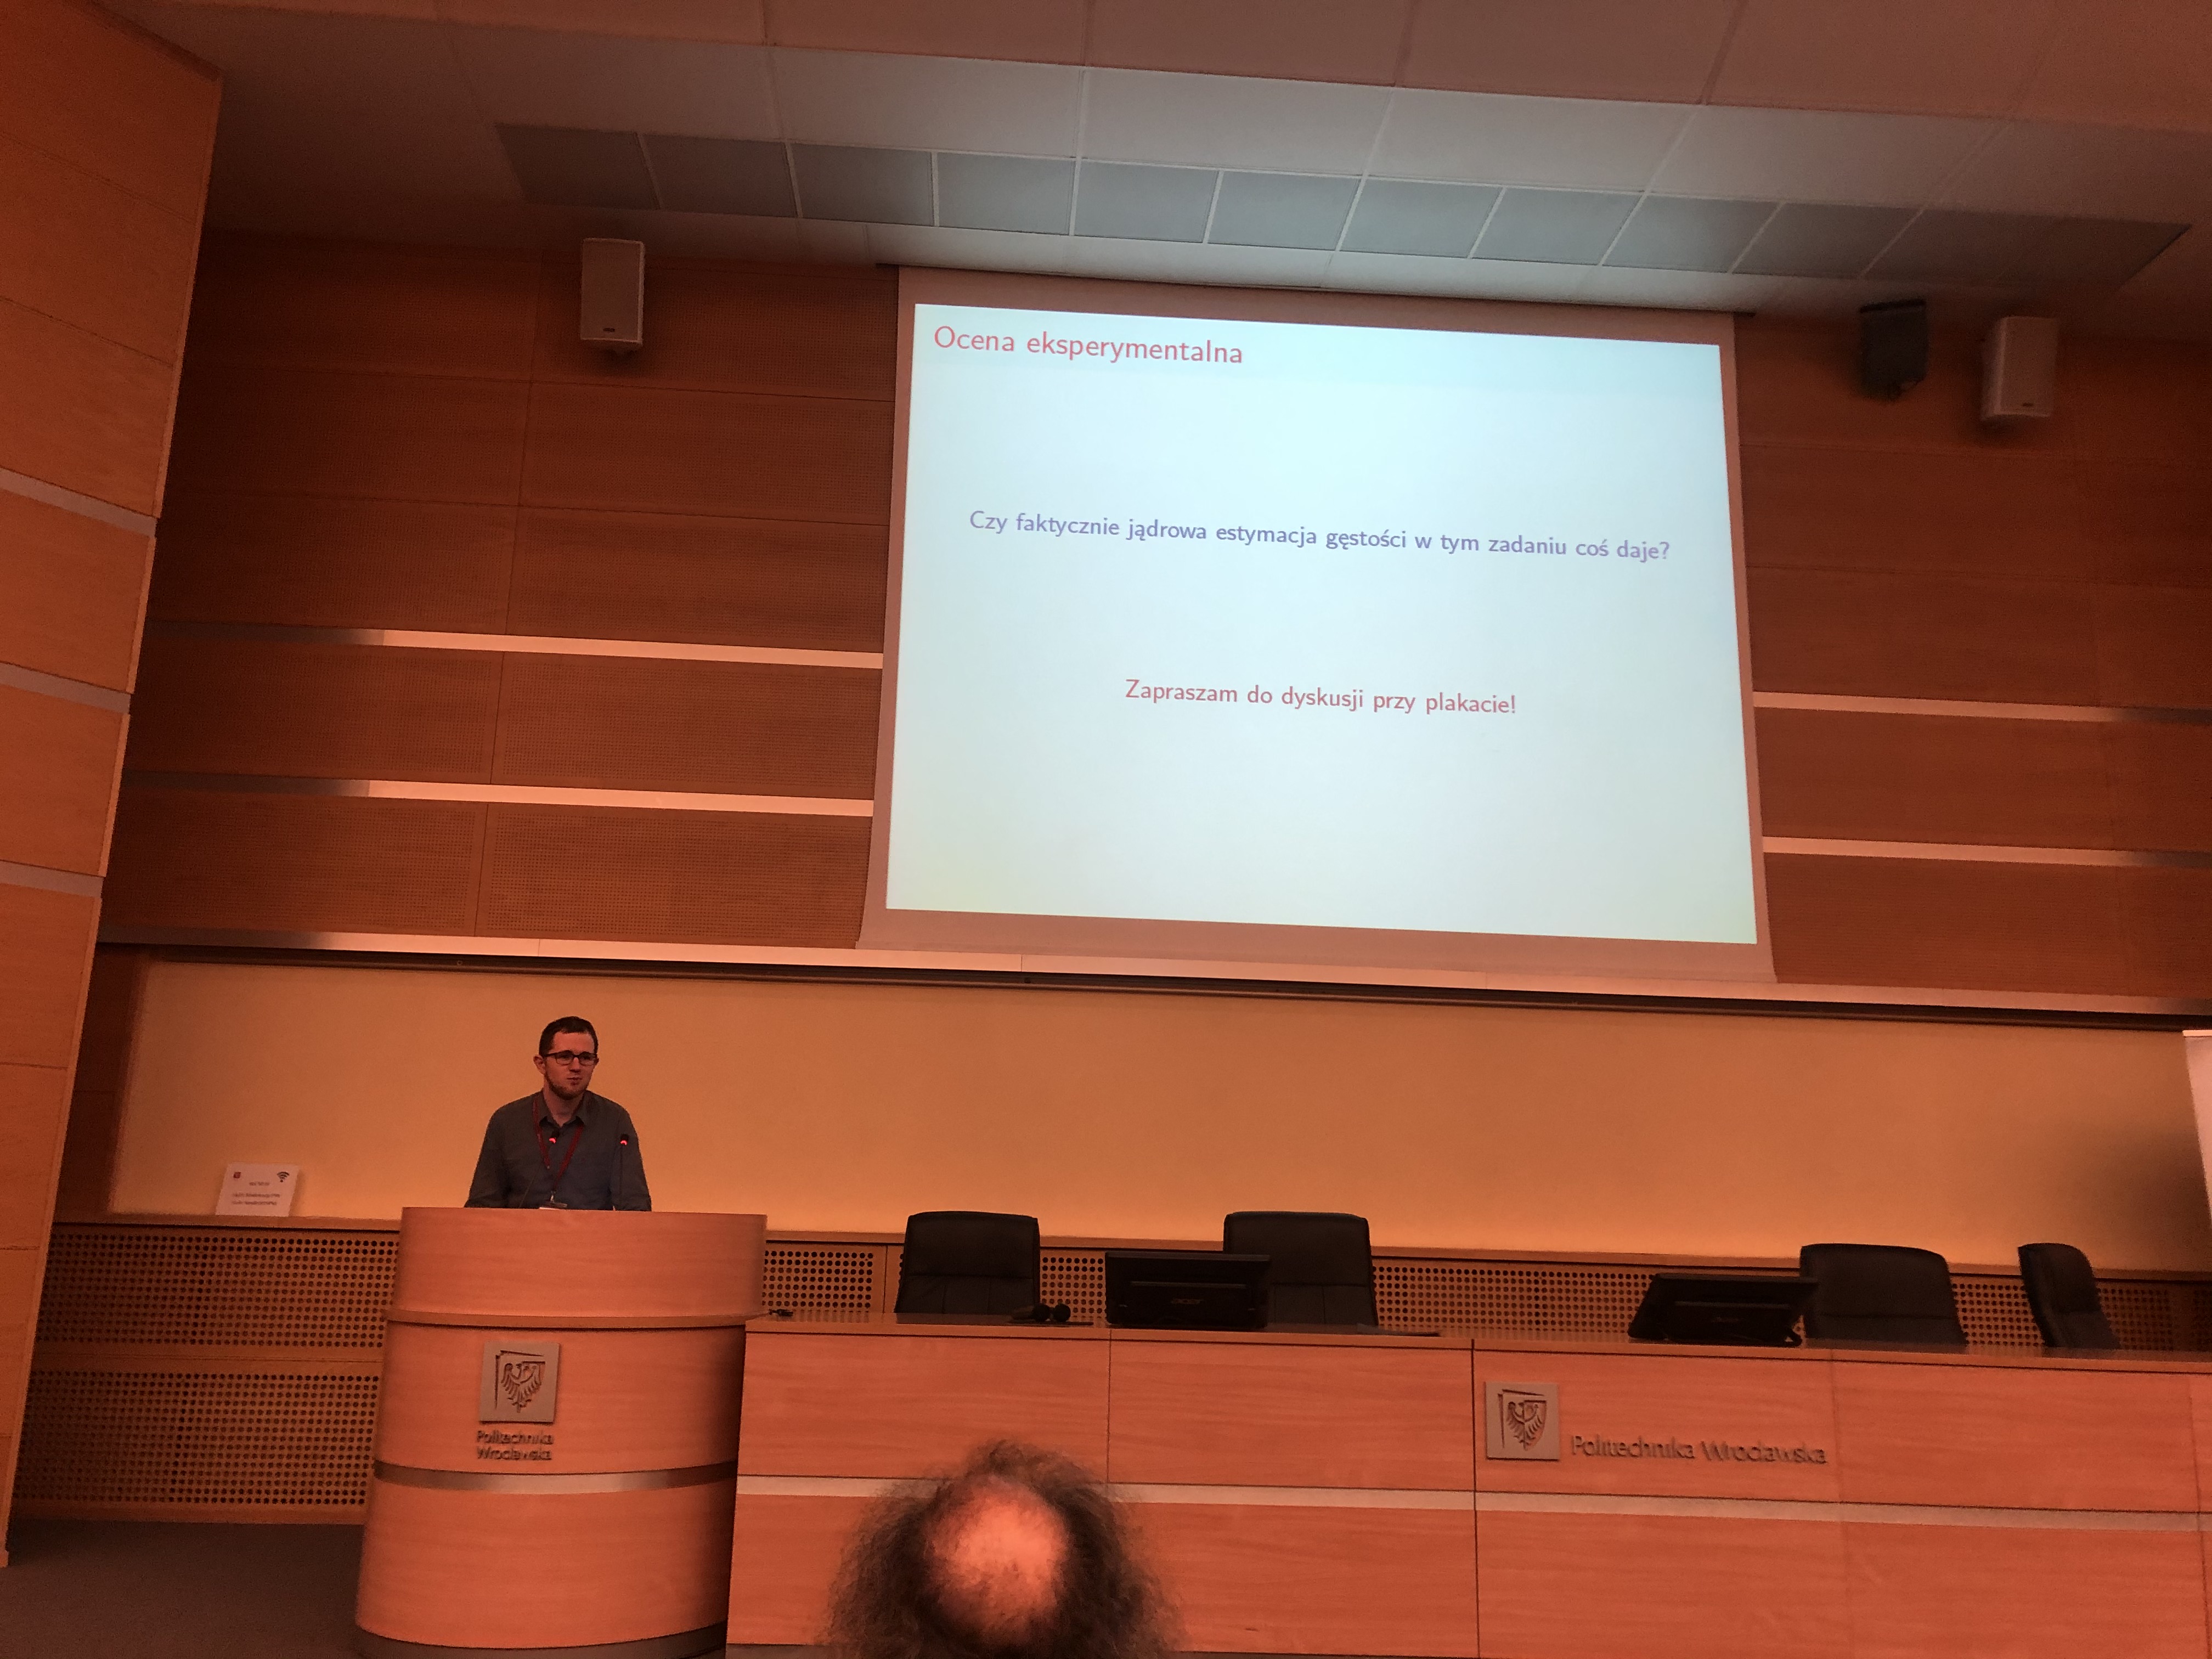 Ocena eksperymentalna
Czy faktycznie jądrowa estymacja gęstości w tym zadaniu coś daje?
Zapraszam do dyskusji przy plakacie!
acer
Politechnika
Wrocławska
Politechnika Wrocławska